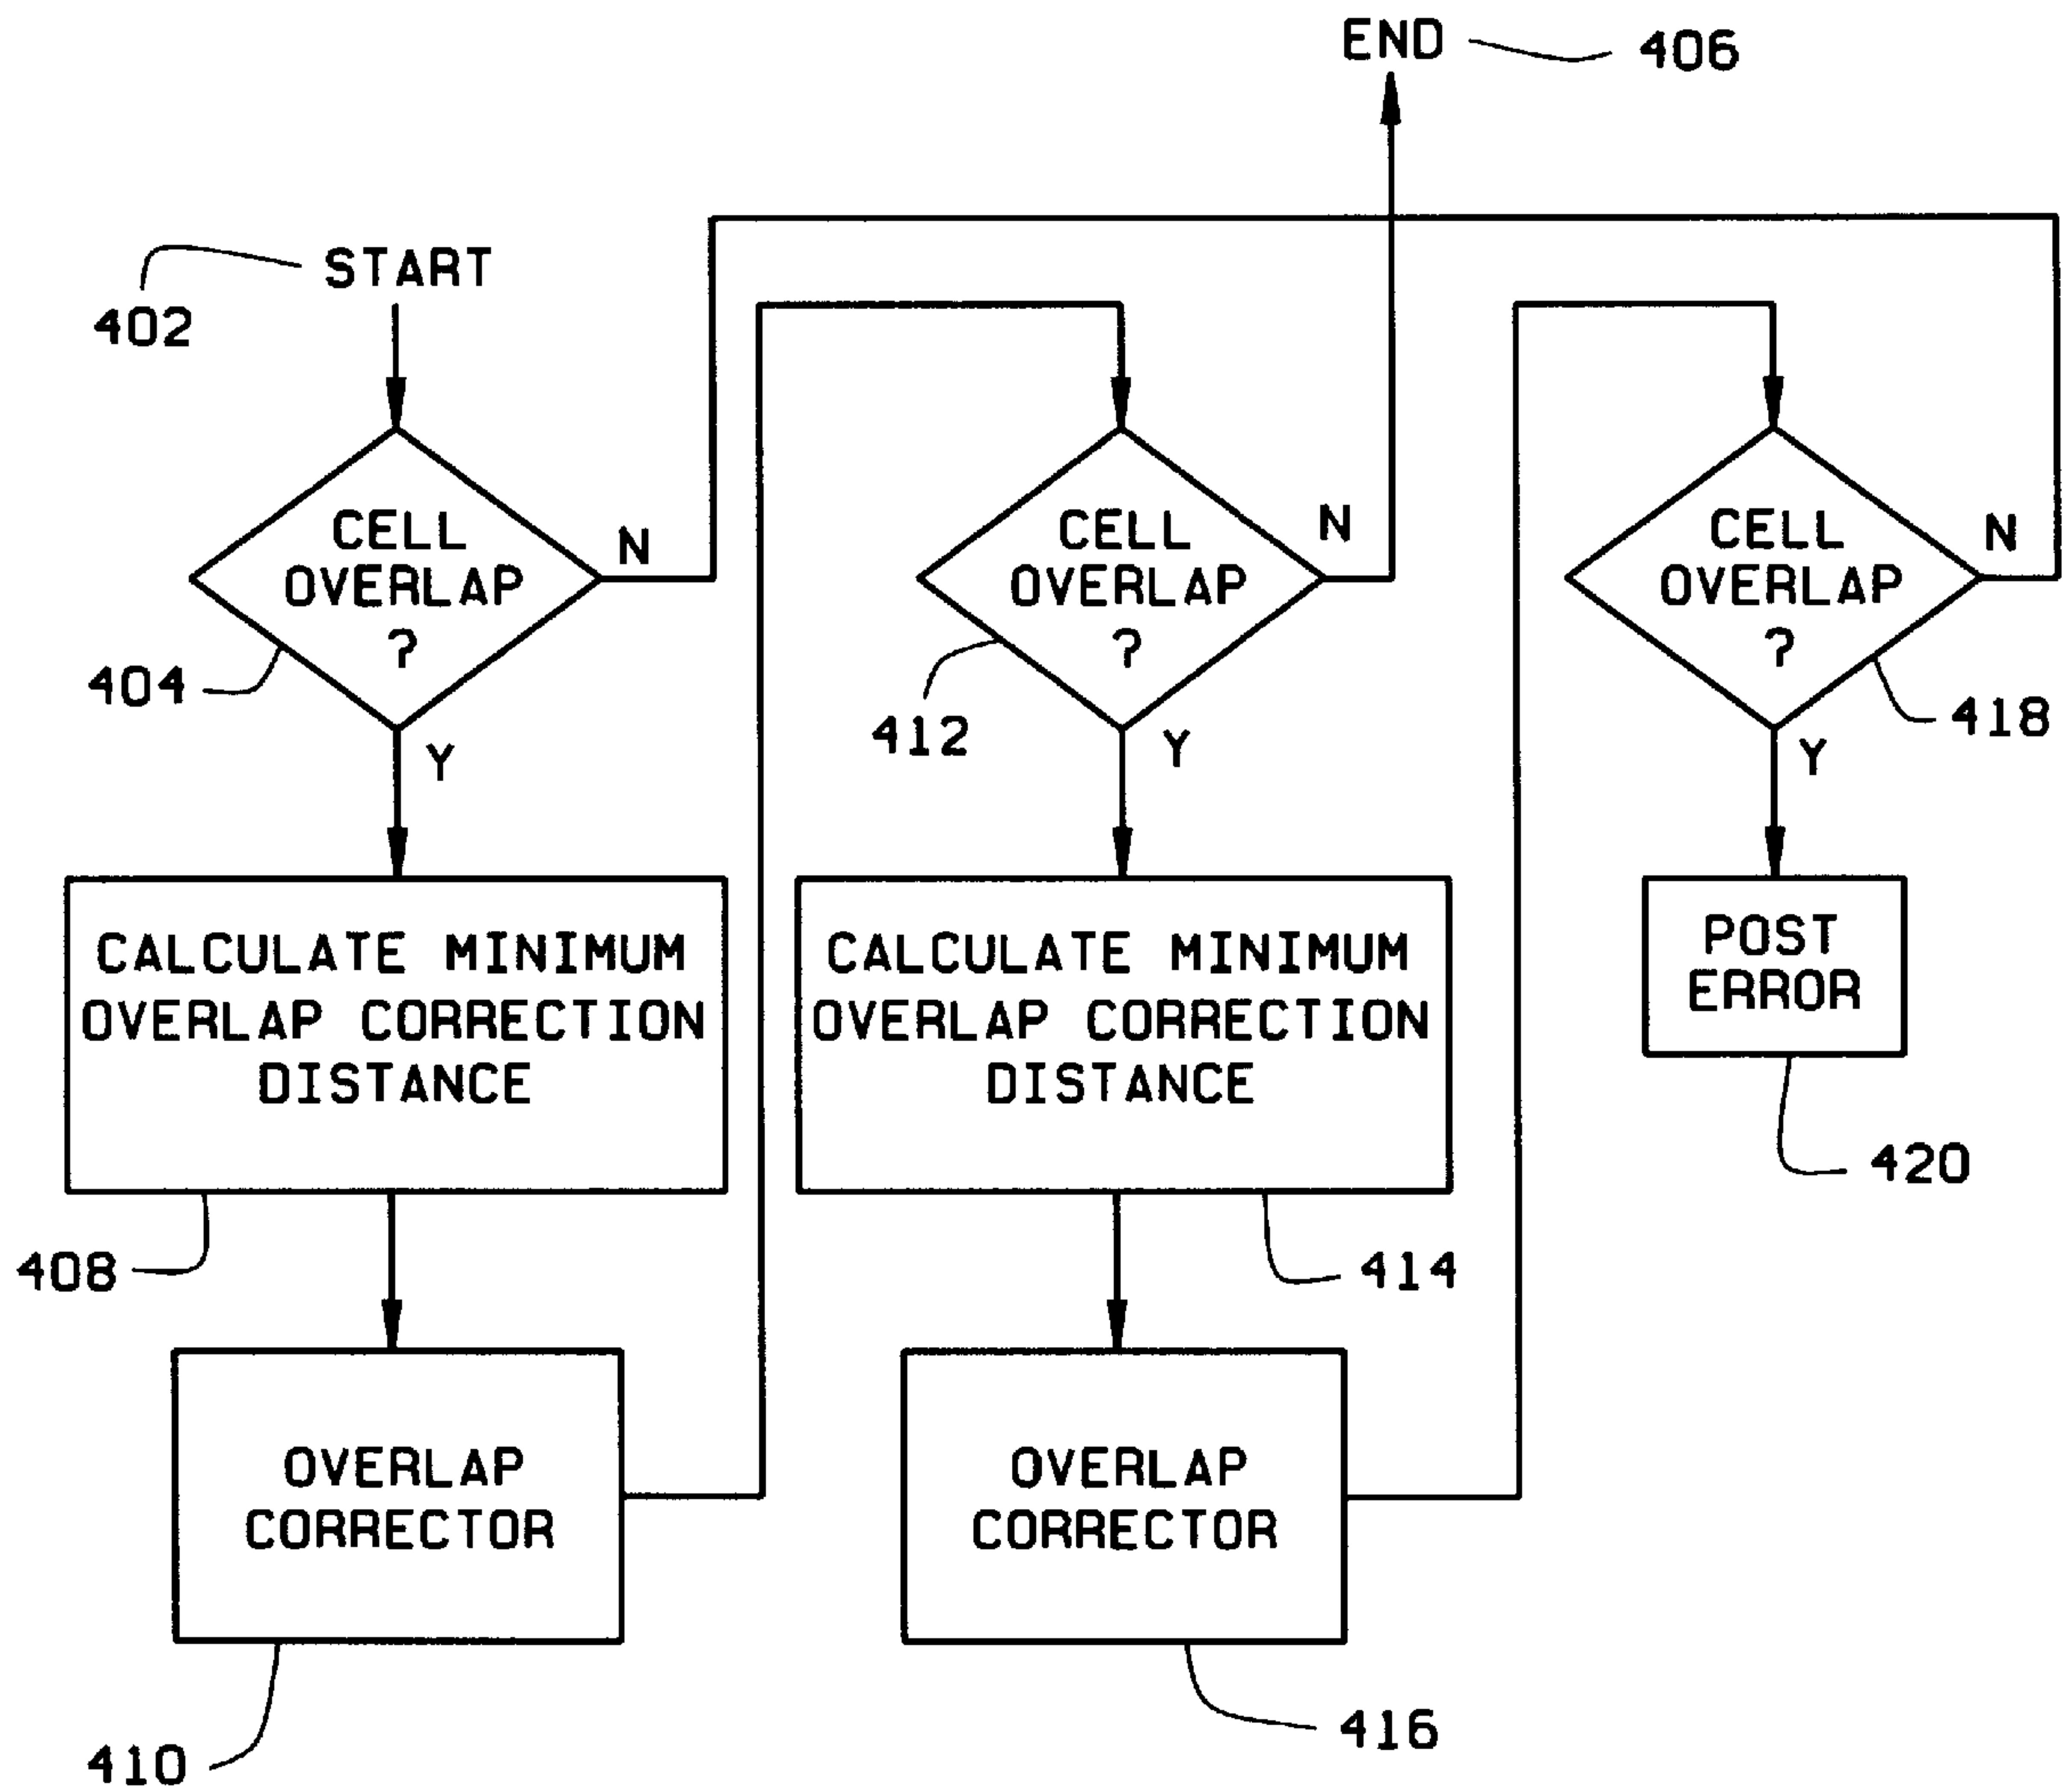 END
406
START
402
CELL
OVERLAP
?
N
Y
404
CELL
OVERLAP
?
N
Y
412
CELL
OVERLAP
?
N
Y
418
CALCULATE MINIMUM
OVERLAP CORRECTION
DISTANCE
408
CALCULATE MINIMUM
OVERLAP CORRECTION
DISTANCE
414
POST
ERROR
420
OVERLAP
CORRECTOR
410
OVERLAP
CORRECTOR
416